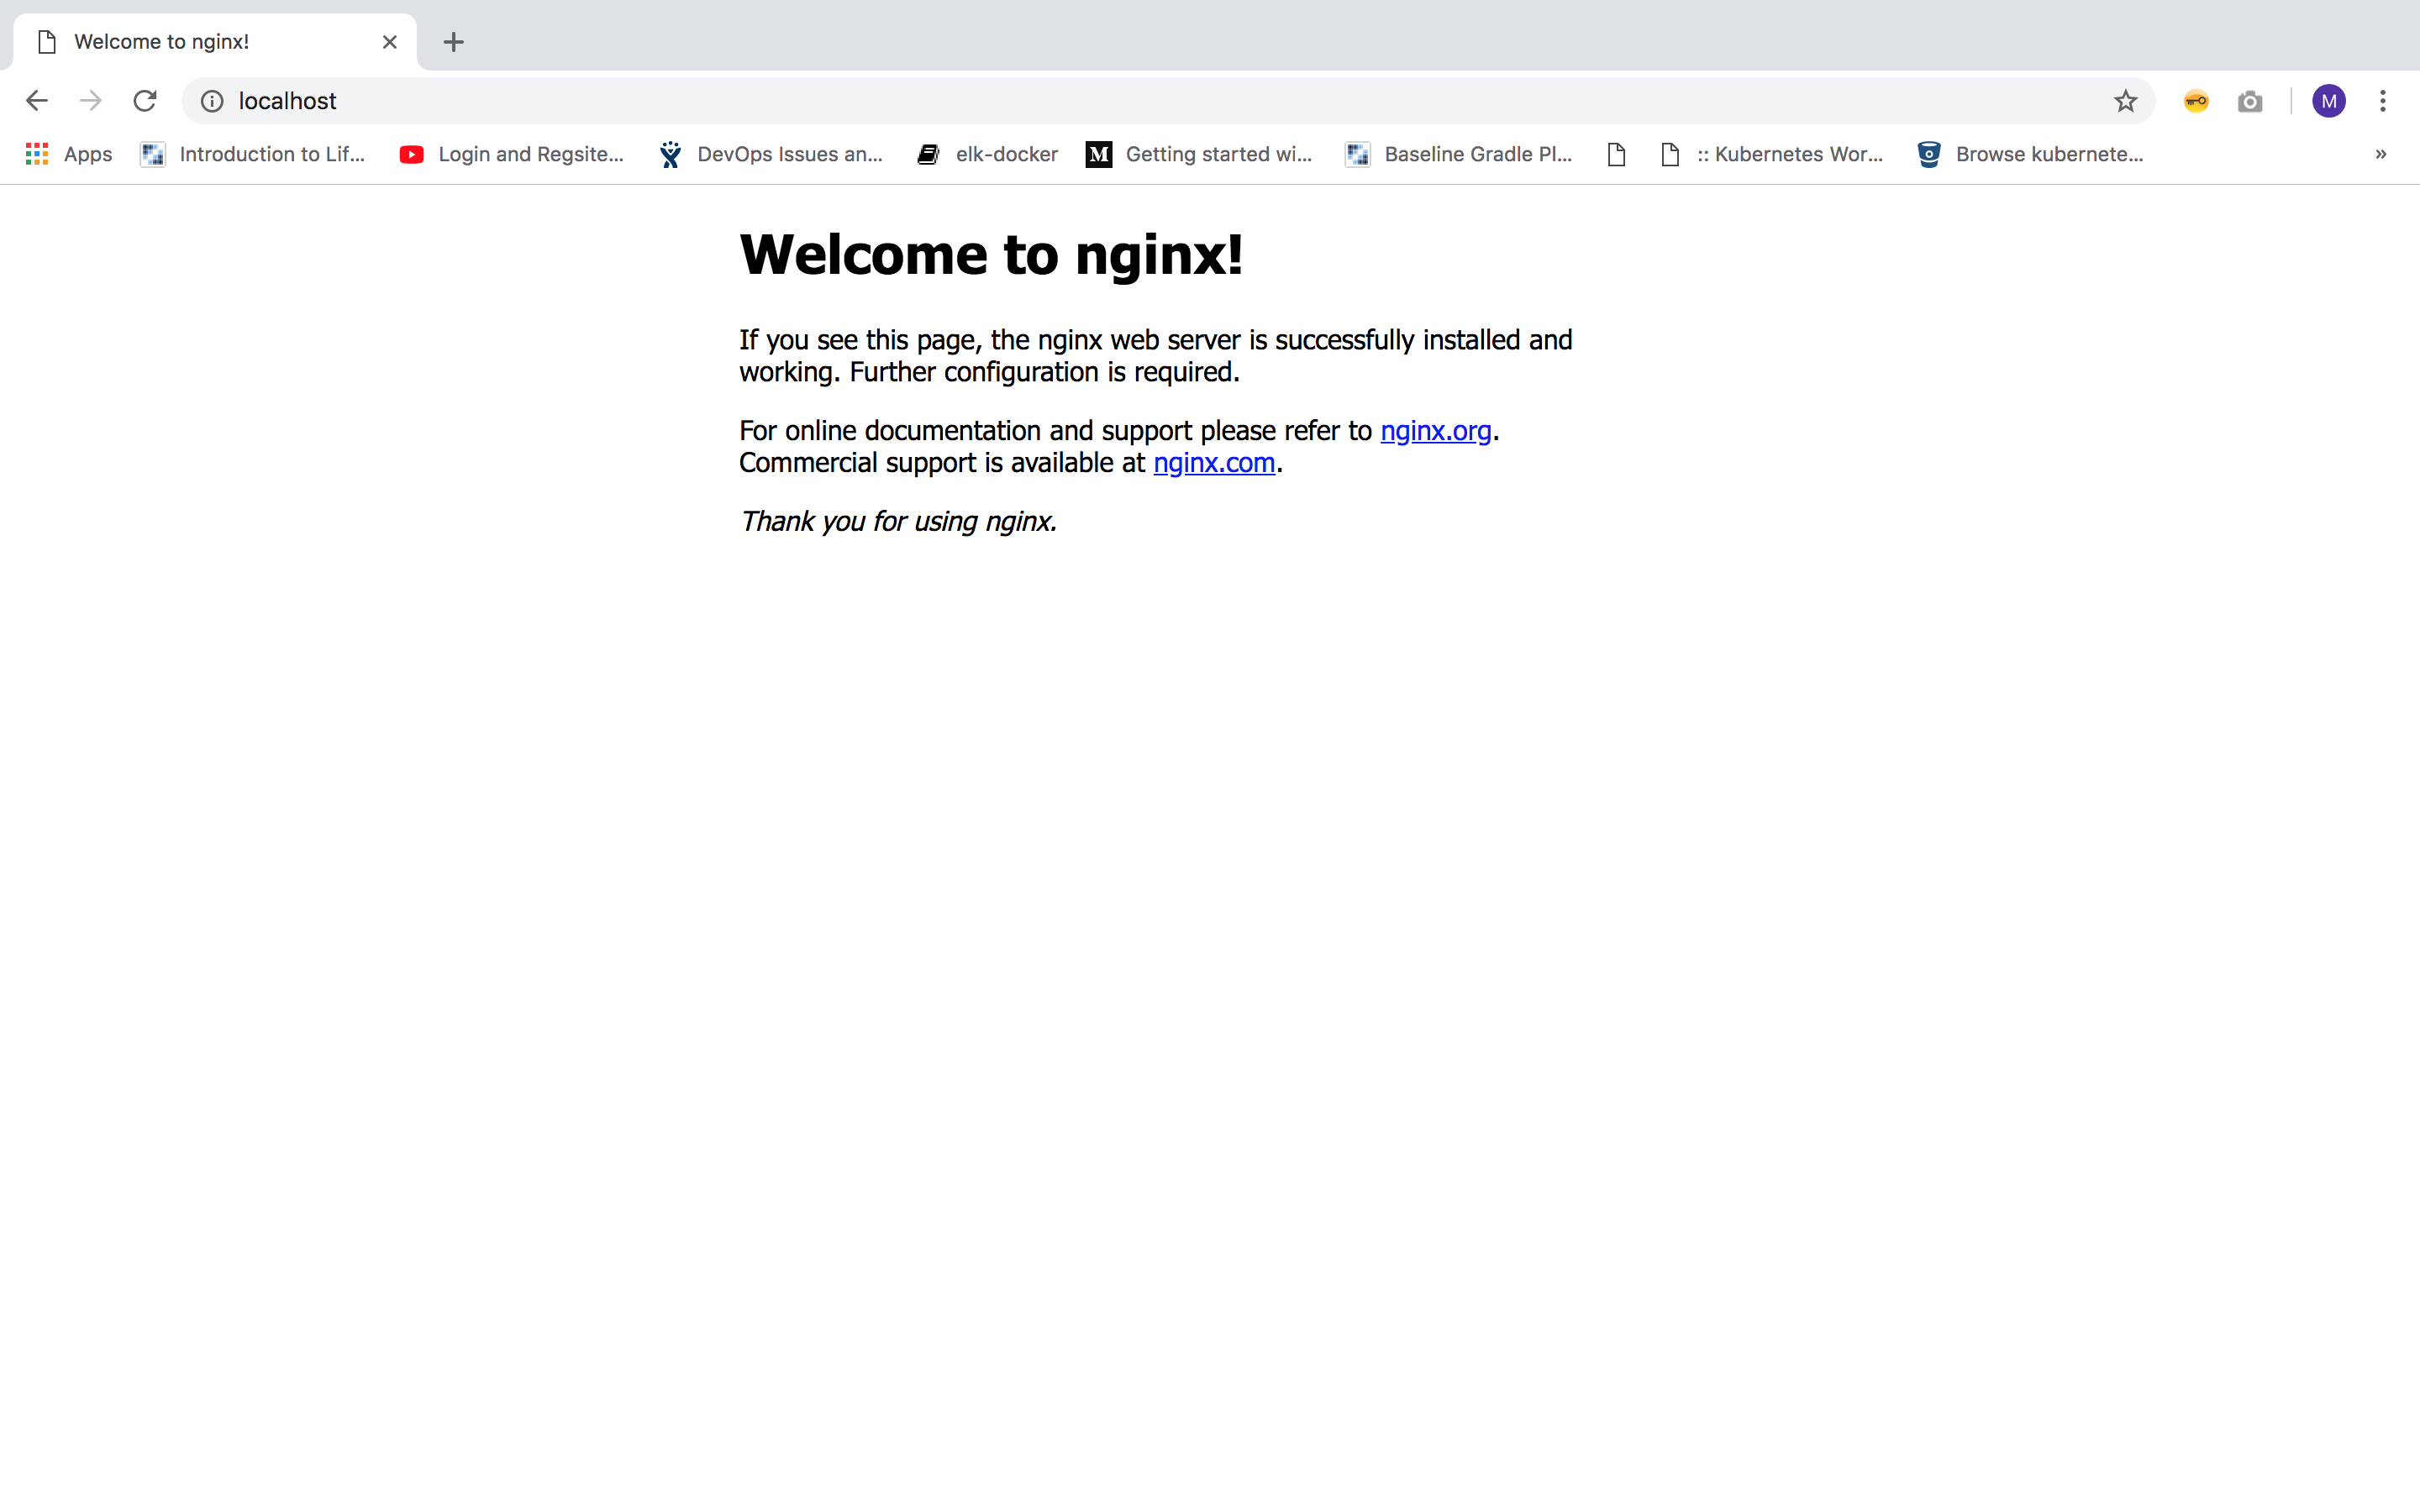 Welcome to nginx!
localhost
M
Apps Introduction to Lif... Login and Regsite... DevOps Issues an... elk-docker M Getting started wi... Baseline Gradle Pl... :: Kubernetes Wor... Browse kubernete... »
Welcome to nginx!
If you see this page, the nginx web server is successfully installed and
working. Further configuration is required.
For online documentation and support please refer to nginx.org.
Commercial support is available at nginx.com.
Thank you for using nginx.